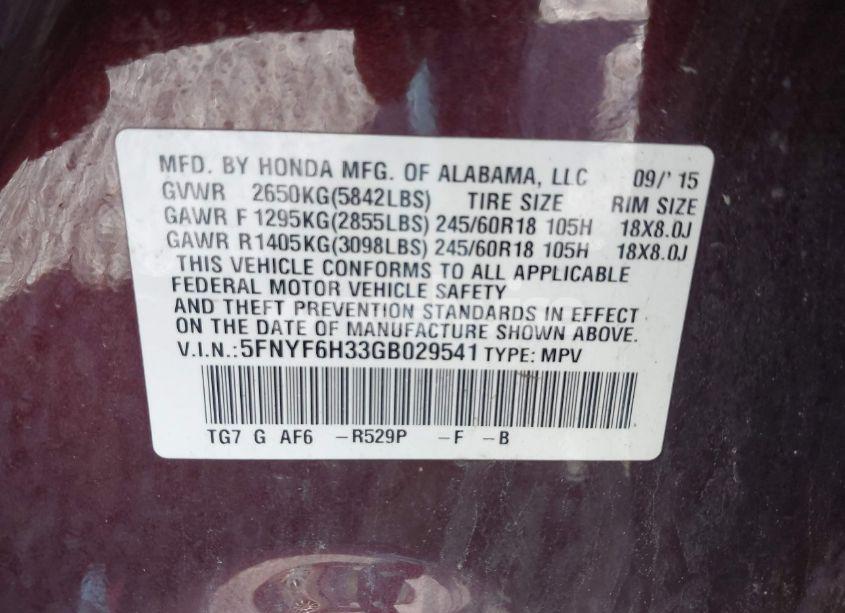 MFD. BY HONDA MFG. OF ALABAMA, LLC 09/' 15
GVWR 2650KG(5842LBS) TIRE SIZE RIM SIZE
GAWR F 1295KG(2855LBS) 245/60R18 105H 18X8.0J
GAWR R1405KG(3098LBS) 245/60R18 105H 18X8.0J
THIS VEHICLE CONFORMS TO ALL APPLICABLE
FEDERAL MOTOR VEHICLE SAFETY
AND THEFT PREVENTION STANDARDS IN EFFECT
ON THE DATE OF MANUFACTURE SHOWN ABOVE.
V.I.N.:5FNYF6H33GB029541 TYPE: MPV
TG7 G AF6 -R529P -F -B